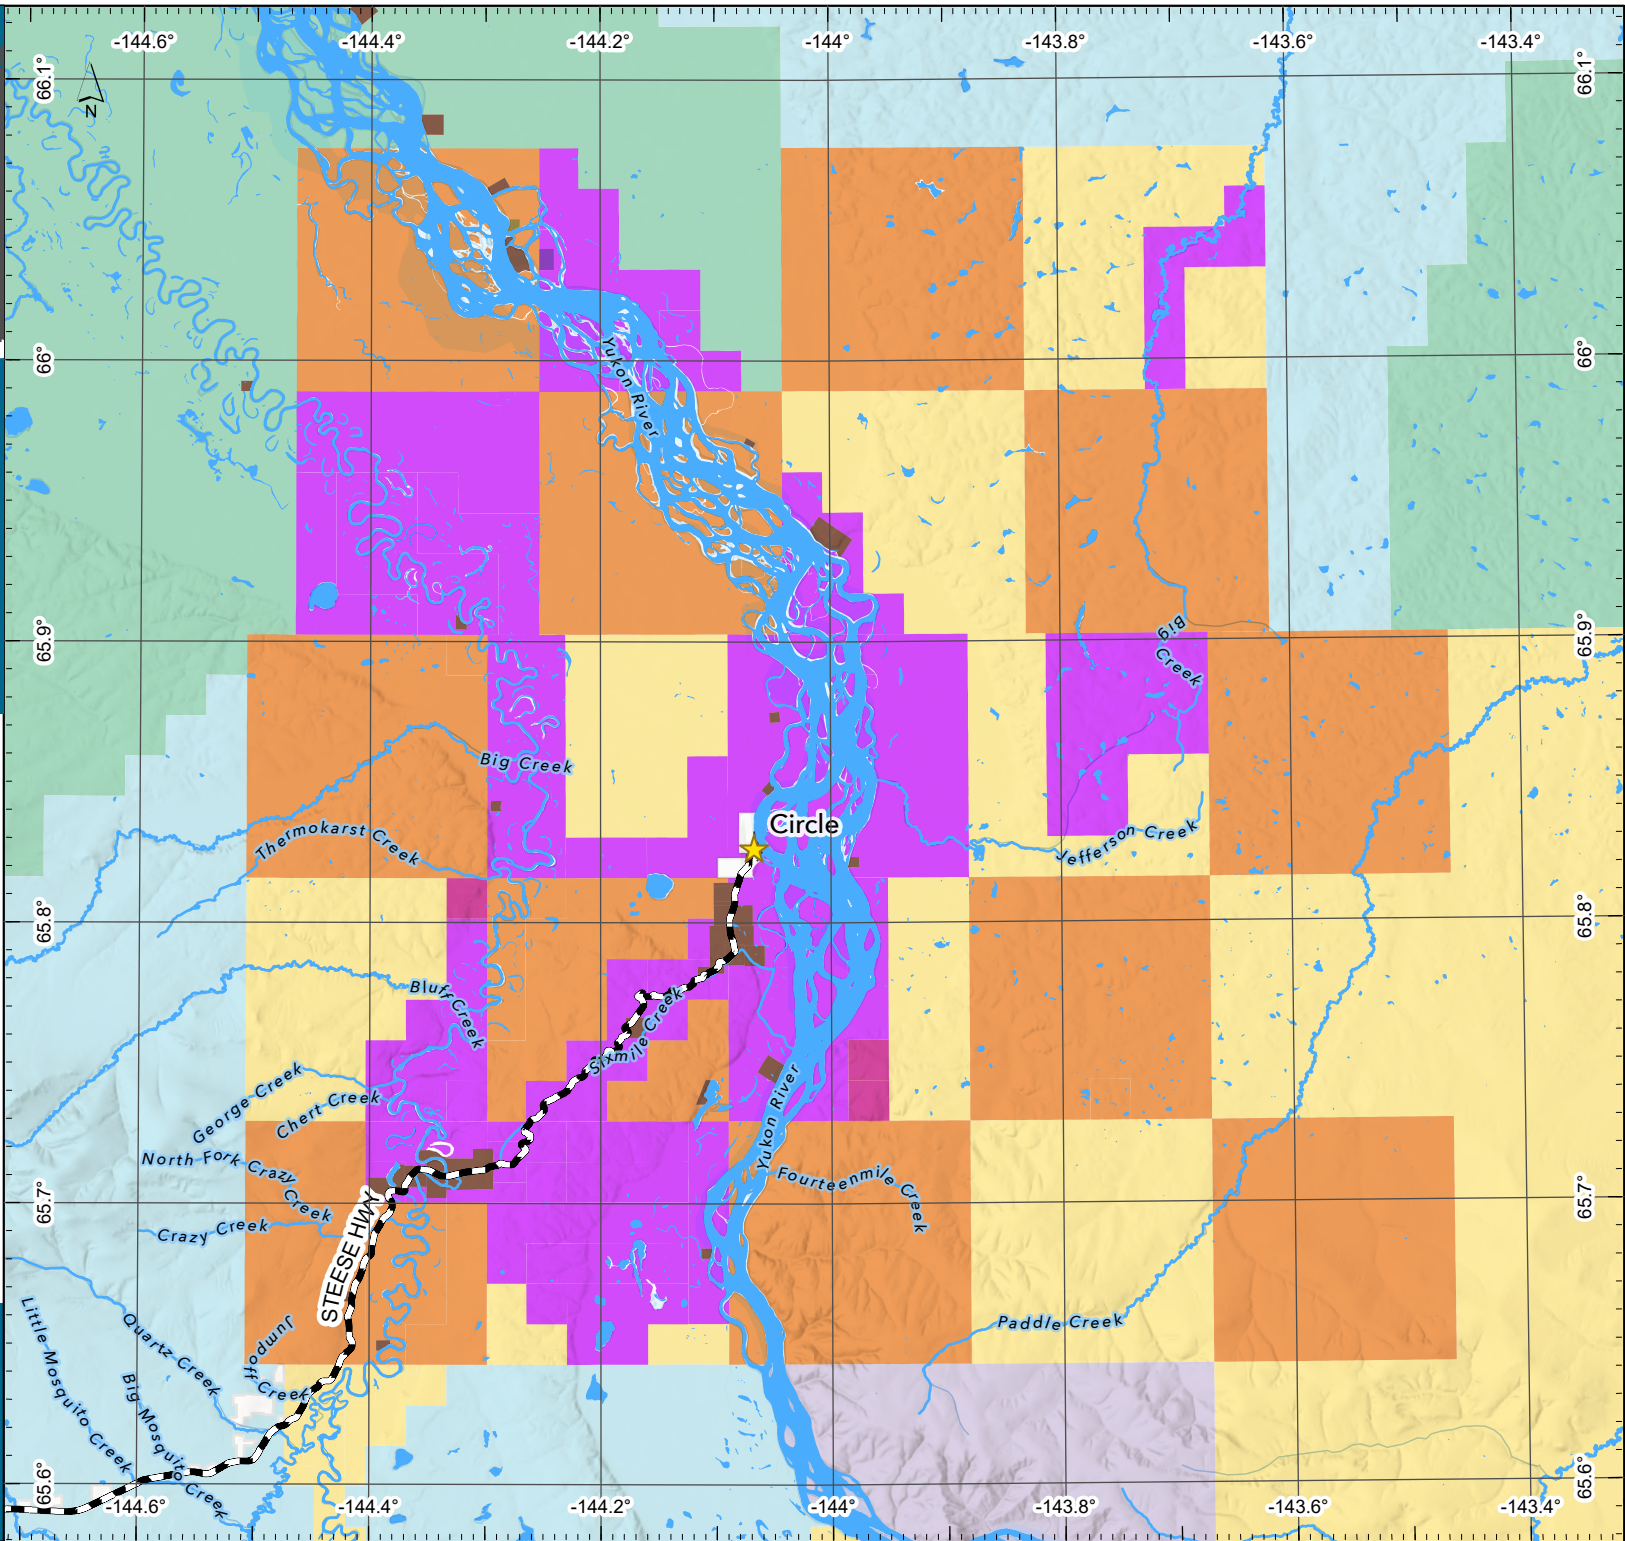 -144.6°
-144.4°
-144.2°
-144°
-143.8°
-143.6°
-143.4°
66.1°
66.1°
N
Yukon River
66°
66°
65.9°
65.9°
Big
Creek
Big Creek
Thermokarst Creek
Circle
Jefferson Creek
65.8°
65.8°
Bluff Creek
Sixmile Creek
George Creek
Chert Creek
Yukon River
North Fork Crazy
Creek
Fourteenmile Creek
65.7°
65.7°
Crazy Creek
STEESE HWY
Little Mosquito Creek
Quartz Creek
Jumpoff Creek
Paddle Creek
Big Mosquito Creek
65.6°
65.6°
-144.6°
-144.4°
-144.2°
-144°
-143.8°
-143.6°
-143.4°